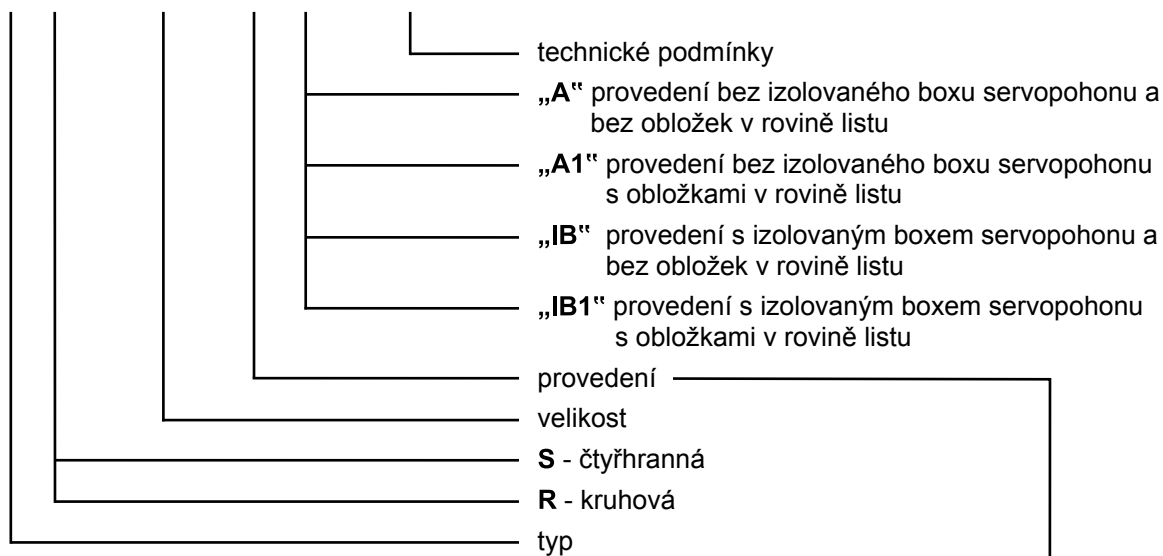 technické podmínky
„A“ provedení bez izolovaného boxu servopohonu a
bez obložek v rovině listu
„A1“ provedení bez izolovaného boxu servopohonu
s obložkami v rovině listu
„IB“ provedení s izolovaným boxem servopohonu a
bez obložek v rovině listu
„IB1“ provedení s izolovaným boxem servopohonu
s obložkami v rovině listu
provedení
velikost
S - čtyřhranná
R - kruhová
typ